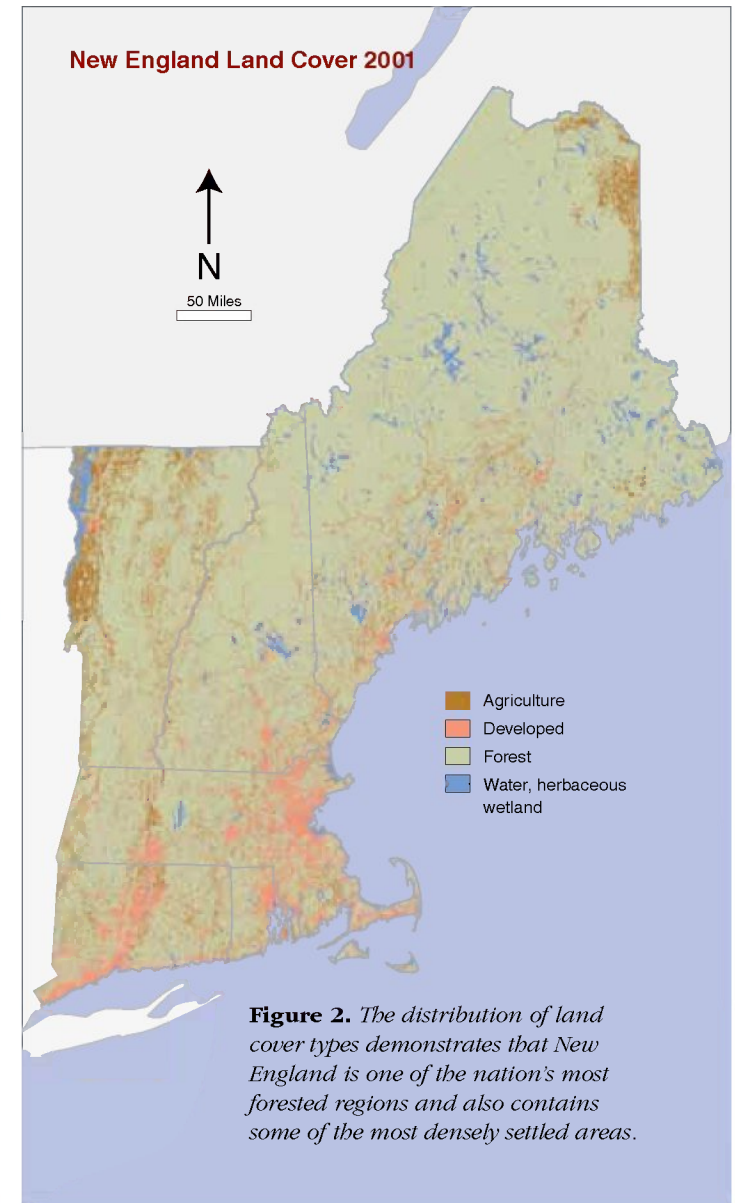 New England Land Cover 2001
N
50 Miles
Agriculture
Developed
Forest
Water, herbaceous
wetland
Figure 2. The distribution of land
cover types demonstrates that New
England is one of the nation's most
forested regions and also contains
some of the most densely settled areas.